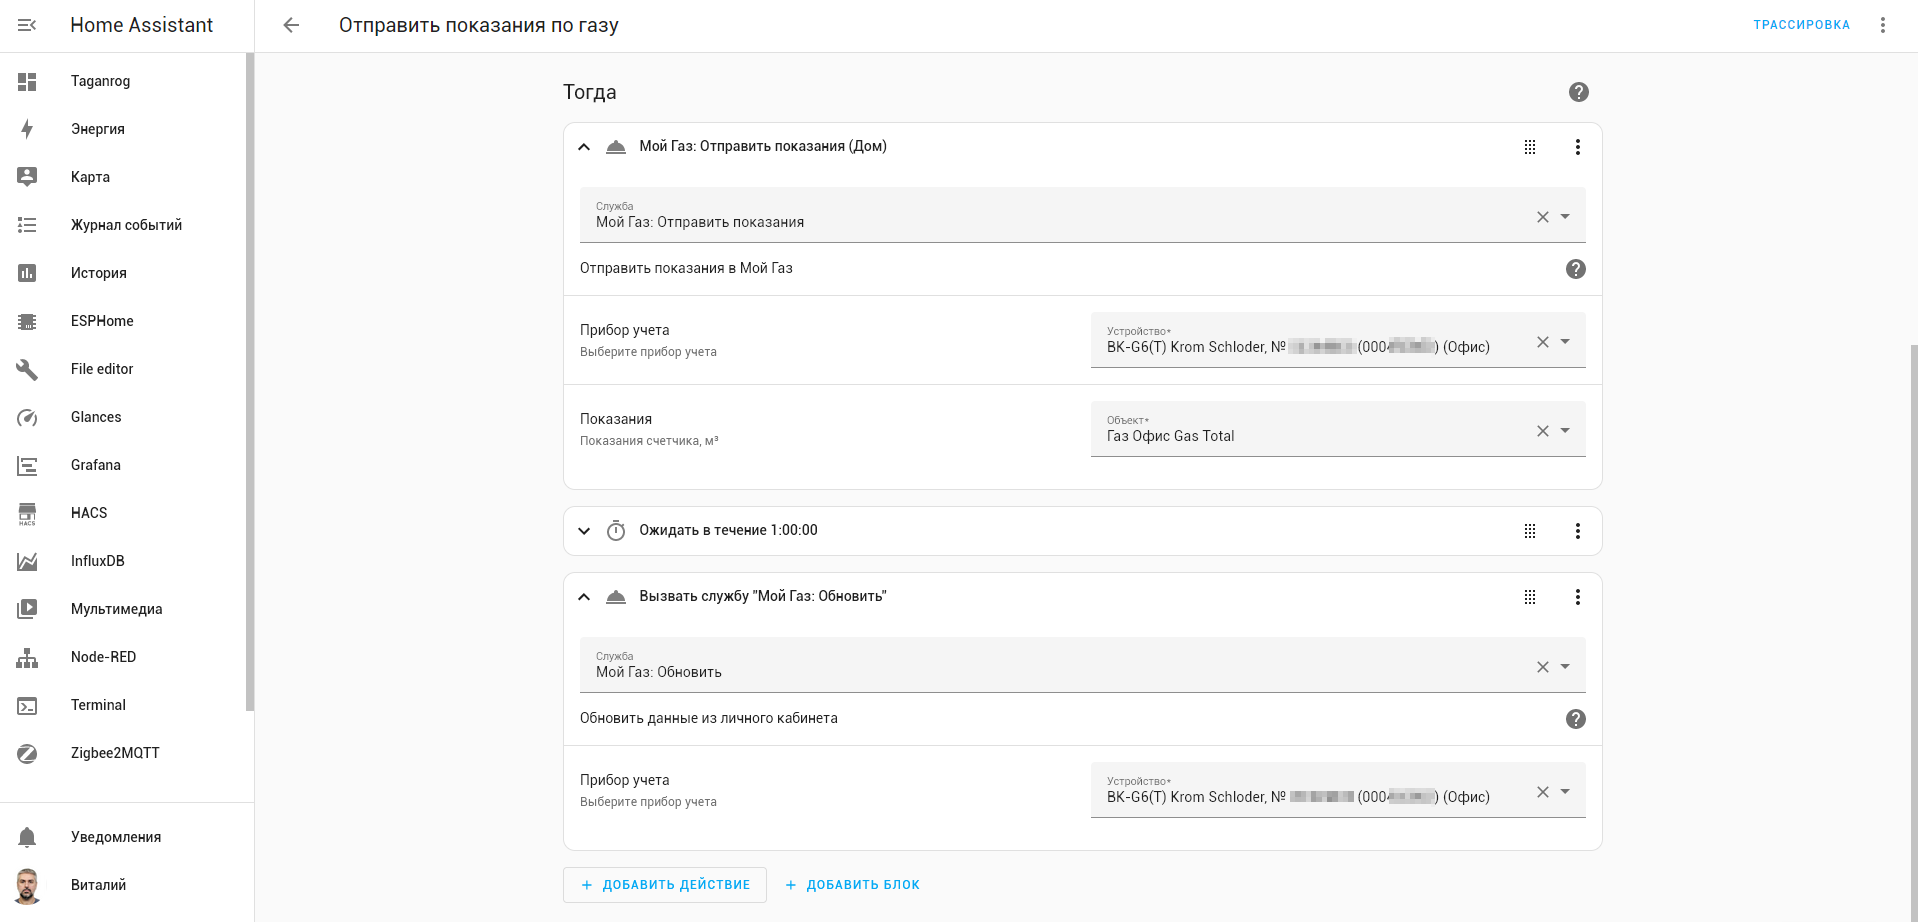 Home Assistant
Отправить показания по газу
ТРАССИРОВКА
Taganrog
Энергия
Карта
Журнал событий
История
ESPHome
File editor
Glances
Grafana
HACS
HACS
InfluxDB
Мультимедиа
Node-RED
Terminal
Zigbee2MQTT
Уведомления
Виталий
Тогда
Мой Газ: Отправить показания (Дом)
Служба
Мой Газ: Отправить показания
Отправить показания в Мой Газ
Прибор учета
Выберите прибор учета
Устройство*
BK-G6(T) Krom Schloder, № (000 ) (Офис)
Показания
Показания счетчика, м³
Объект*
Газ Офис Gas Total
Ожидать в течение 1:00:00
Вызвать службу "Мой Газ: Обновить"
Служба
Мой Газ: Обновить
Обновить данные из личного кабинета
Прибор учета
Выберите прибор учета
Устройство*
BK-G6(T) Krom Schloder, № (000 ) (Офис)
+ ДОБАВИТЬ ДЕЙСТВИЕ
+ ДОБАВИТЬ БЛОК